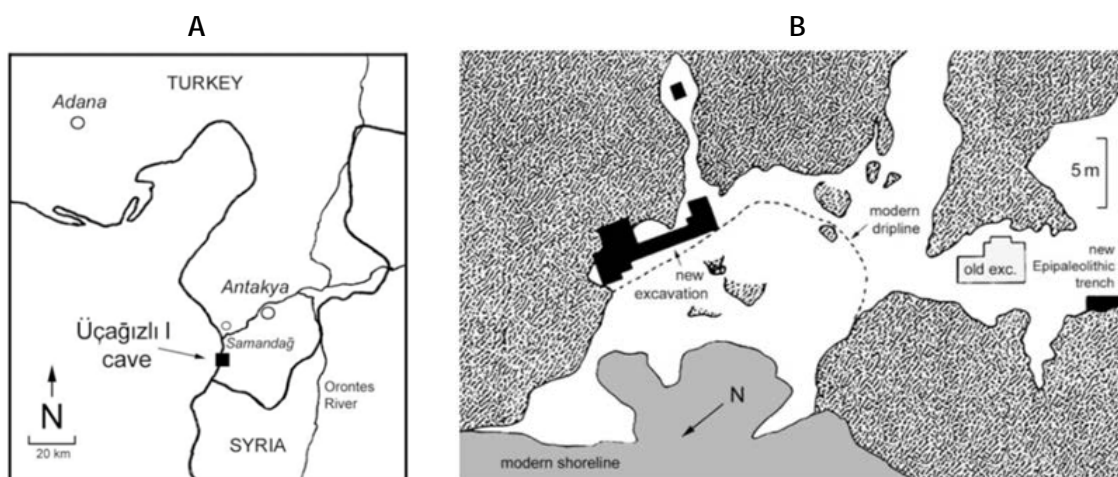 A
TURKEY
Adana
Antakya
Üçağızlı I
cave
Samandağ
N
20 km
Orontes
River
SYRIA
B
5 m
modern
dripline
new
excavation
old exc.
new
Epipaleolithic
trench
N
modern shoreline